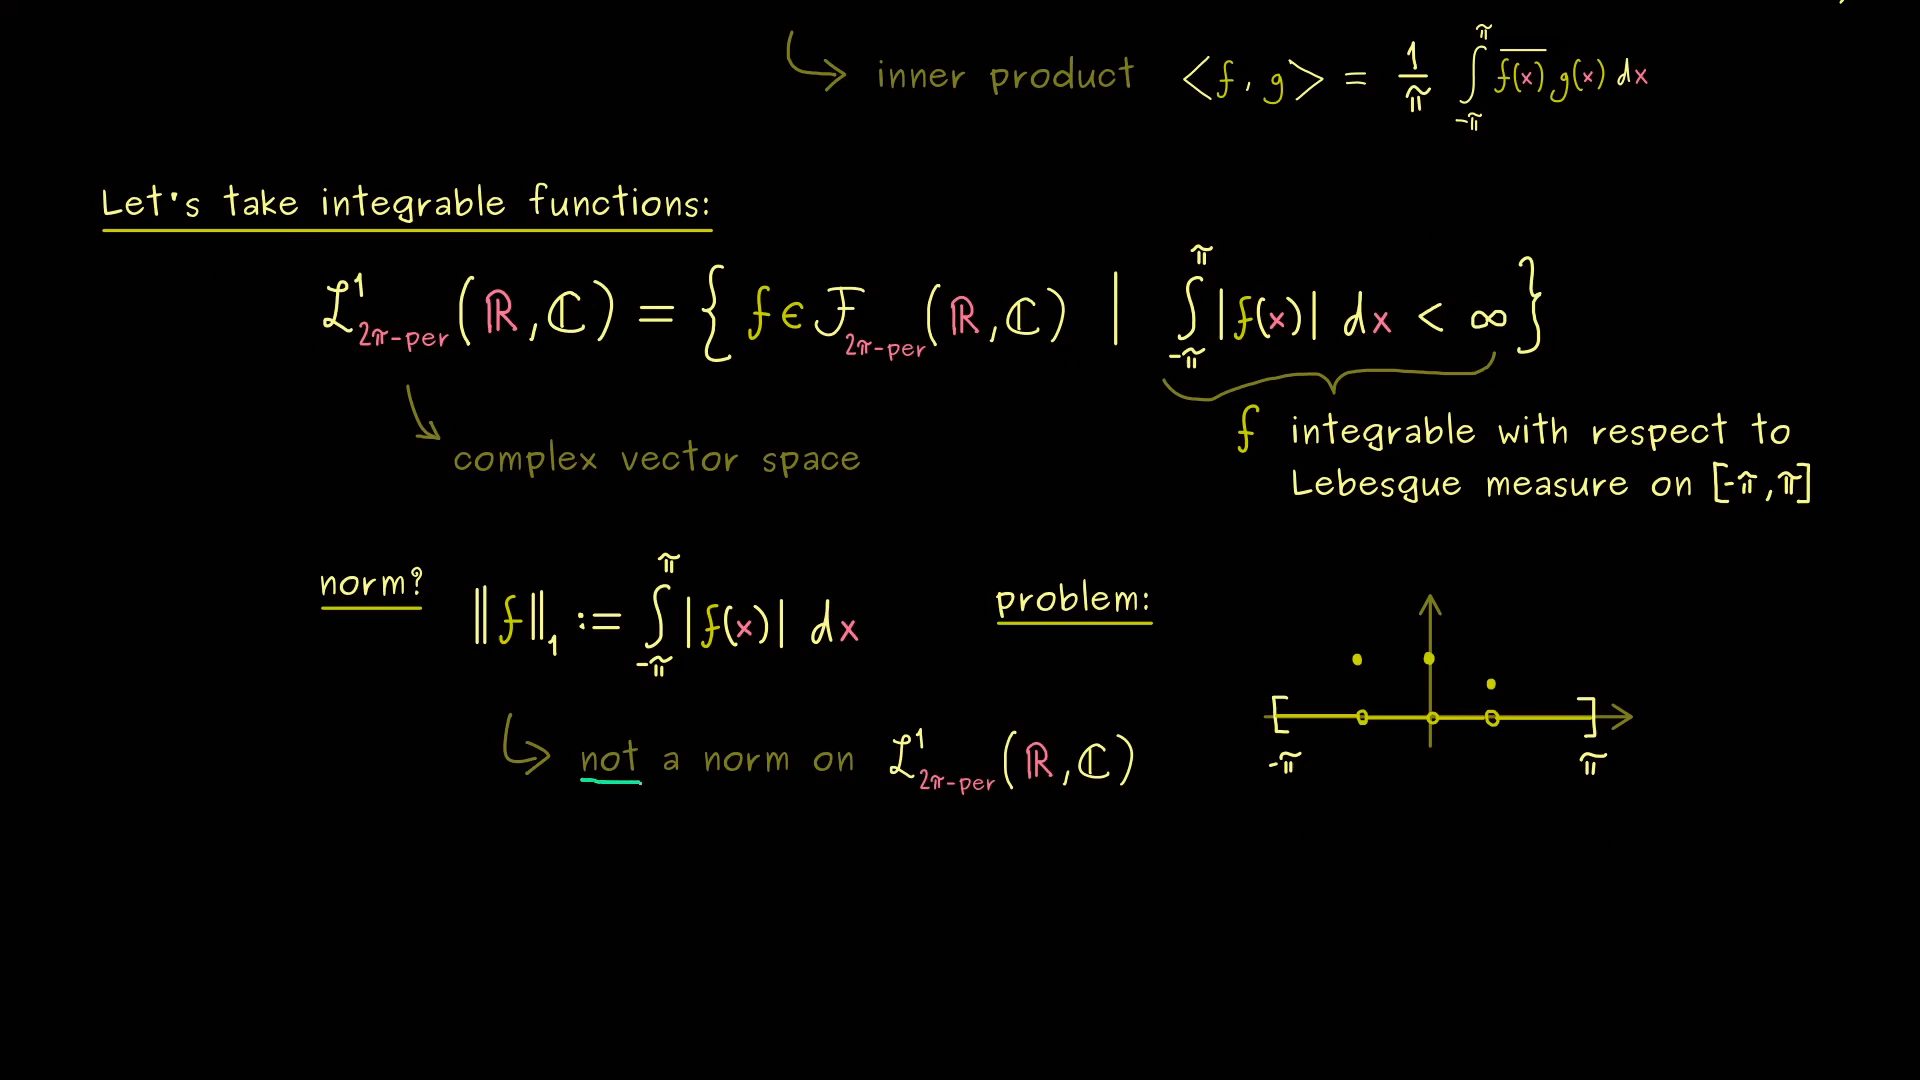 inner product <f, g> = 1/π ∫_{-π}^{π} \overline{f(x)} g(x) dx
Let's take integrable functions:
ℒ¹_{2π-per}(ℝ, ℂ) = { f ∈ ℱ_{2π-per}(ℝ, ℂ) | ∫_{-π}^{π} |f(x)| dx < ∞ }
f integrable with respect to
Lebesgue measure on [-π, π]
complex vector space
norm? ‖f‖₁ := ∫_{-π}^{π} |f(x)| dx
problem:
not a norm on ℒ¹_{2π-per}(ℝ, ℂ)
-π π